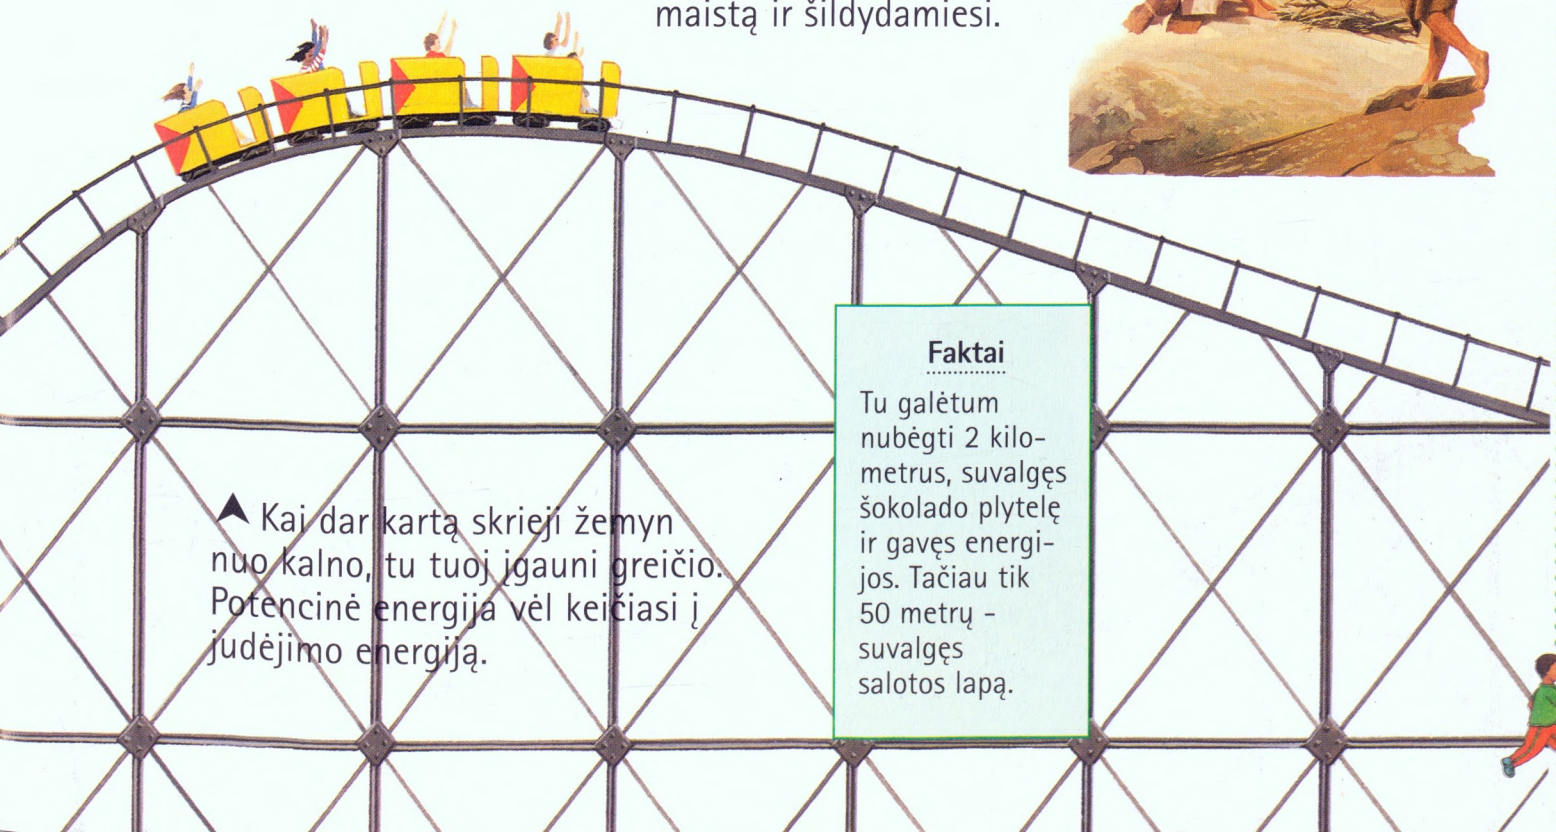 maistą ir šildydamiesi.
Faktai
Tu galėtum
nubėgti 2 kilo-
metrus, suvalgęs
šokolado plytelę
ir gavęs energi-
jos. Tačiau tik
50 metrų -
suvalgęs
salotos lapą.
Kai dar kartą skrieji žemyn
nuo kalno, tu tuoj įgauni greičio.
Potencinė energija vėl keičiasi į
judėjimo energiją.